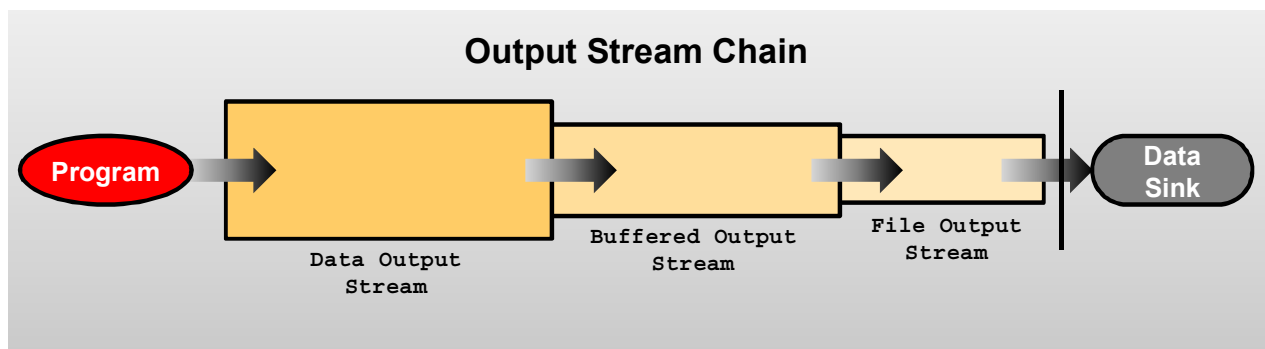 Output Stream Chain
Program
Data Output
Stream
Buffered Output
Stream
File Output
Stream
Data
Sink